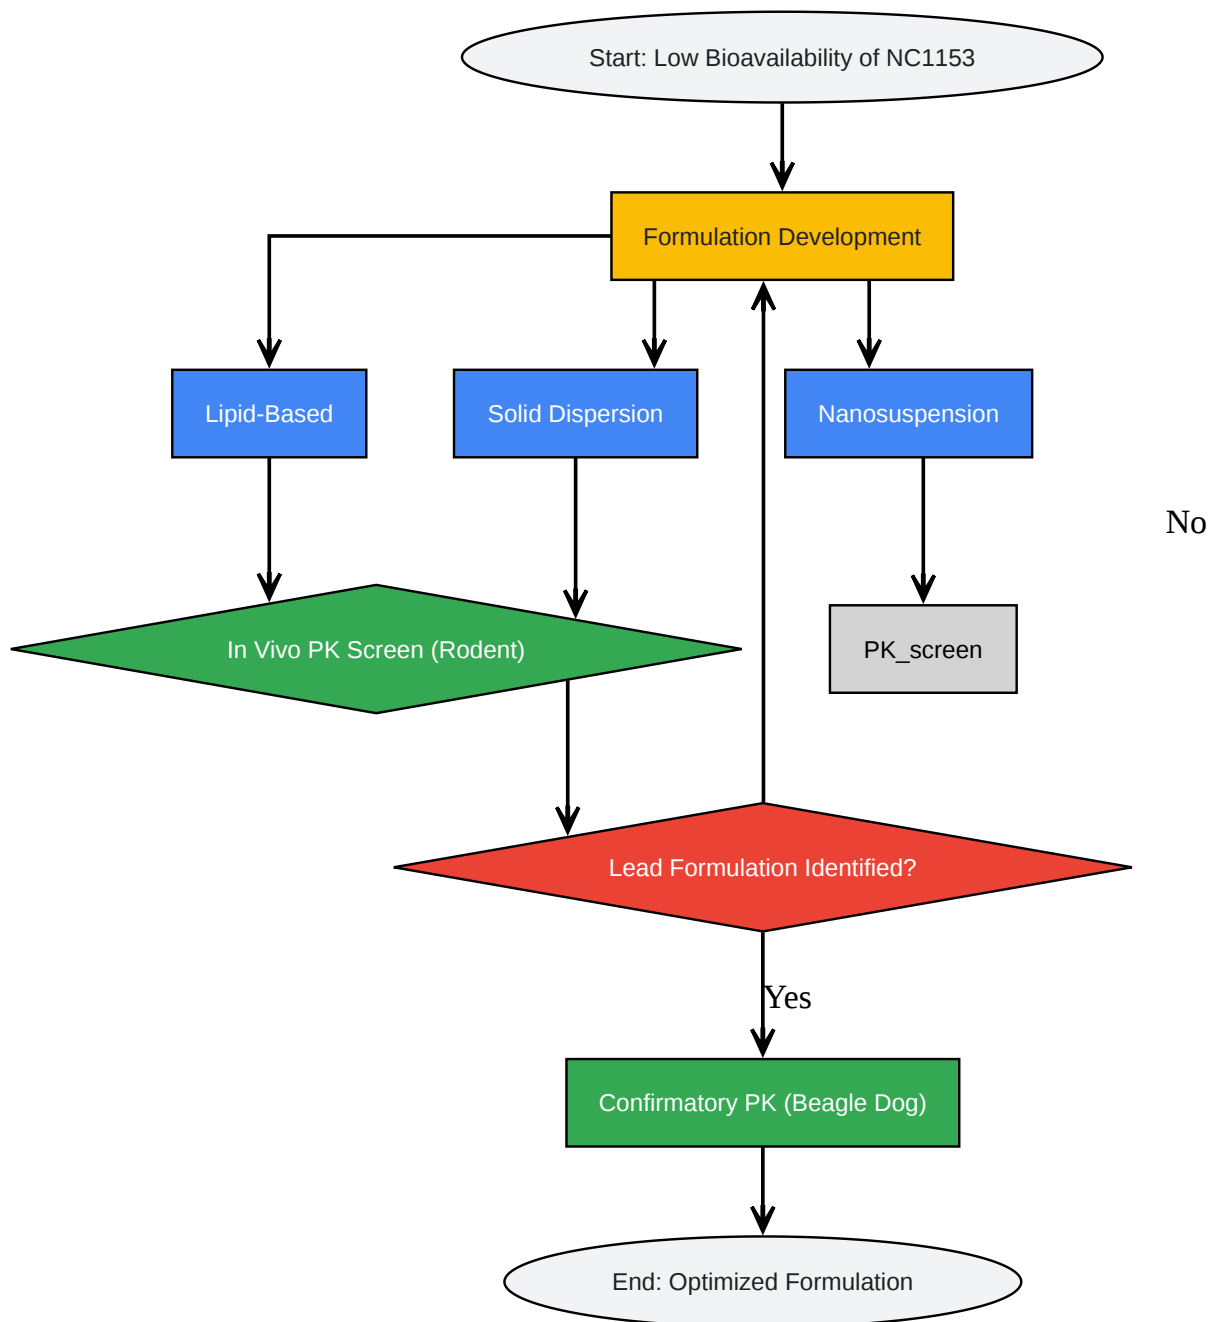 Start: Low Bioavailability of NC1153
Formulation Development
Lipid-Based
Solid Dispersion
Nanosuspension
No
In Vivo PK Screen (Rodent)
PK_screen
Lead Formulation Identified?
Yes
Confirmatory PK (Beagle Dog)
End: Optimized Formulation